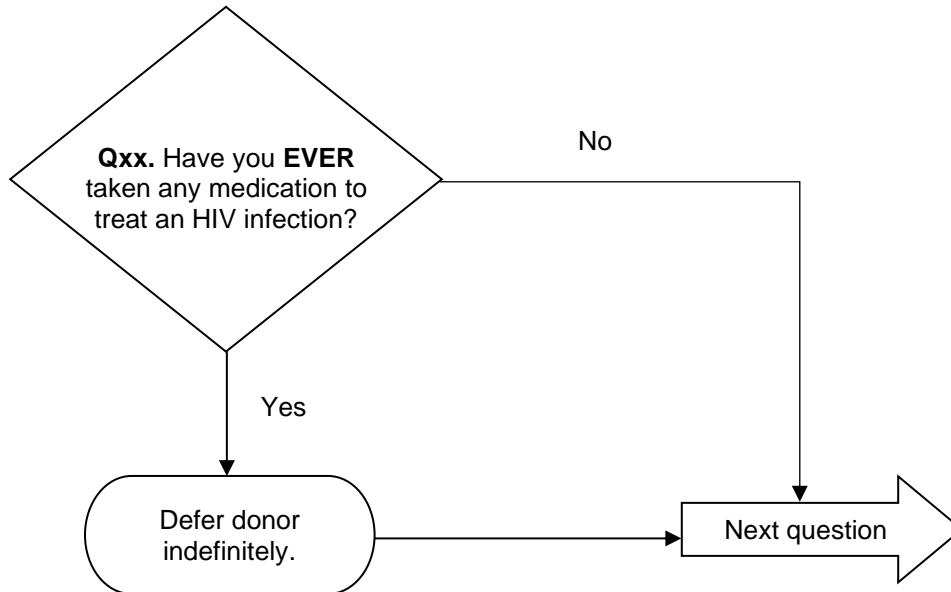 Qxx. Have you EVER
taken any medication to
treat an HIV infection?
No
Yes
Defer donor
indefinitely.
Next question